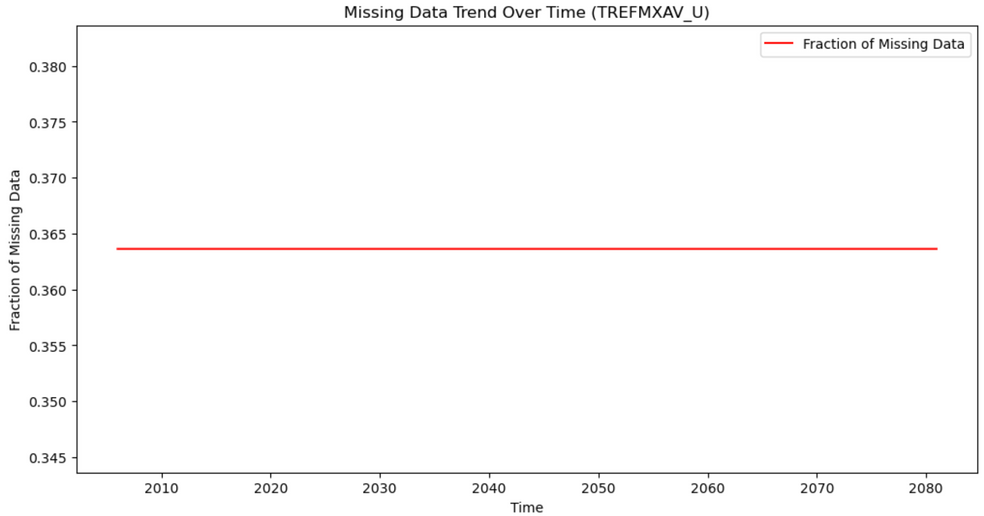 Missing Data Trend Over Time (TREFMXAV_U)
Fraction of Missing Data
0.380
0.375
0.370
0.365
0.360
0.355
0.350
0.345
Fraction of Missing Data
2010 2020 2030 2040 2050 2060 2070 2080
Time